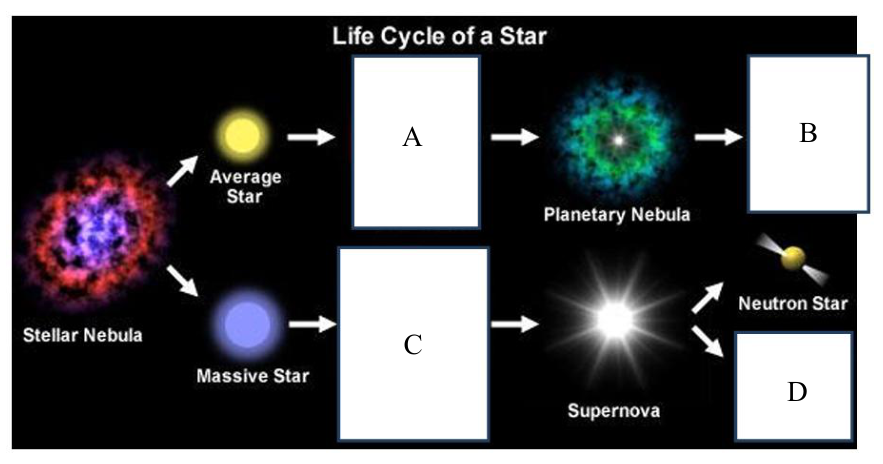 Life Cycle of a Star
A
B
Average
Star
Planetary Nebula
Stellar Nebula
Massive Star
C
Supernova
Neutron Star
D